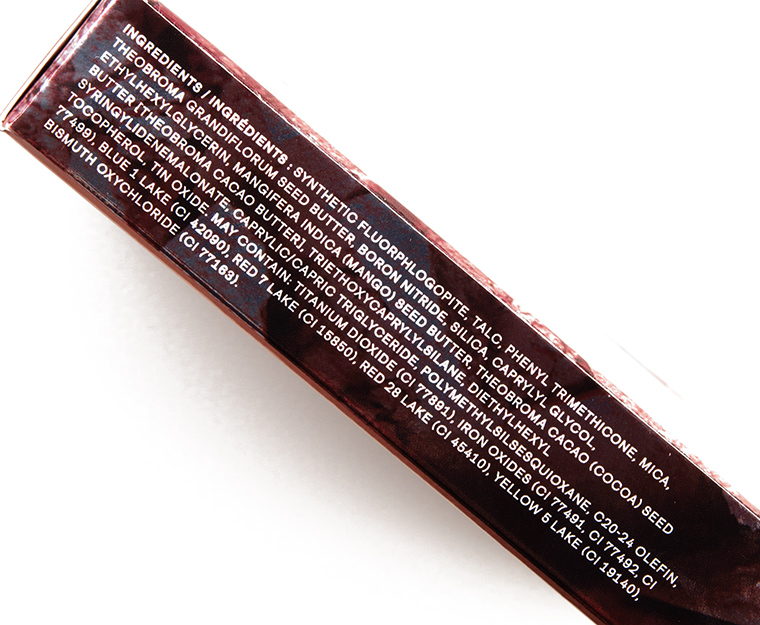 INGREDIENTS / INGRÉDIENTS : SYNTHETIC FLUORPHLOGOPITE, TALC, PHENYL TRIMETHICONE, MICA,
THEOBROMA GRANDIFLORUM SEED BUTTER, BORON NITRIDE, SILICA, CAPRYLYL GLYCOL,
ETHYLHEXYLGLYCERIN, MANGIFERA INDICA (MANGO) SEED BUTTER, THEOBROMA CACAO (COCOA) SEED
BUTTER [THEOBROMA CACAO BUTTER], TRIETHOXYCAPRYLYLSILANE, DIETHYLHEXYL
SYRINGYLIDENEMALONATE, CAPRYLIC/CAPRIC TRIGLYCERIDE, POLYMETHYLSILSESQUIOXANE, C20-24 OLEFIN,
TOCOPHEROL, TIN OXIDE. MAY CONTAIN: TITANIUM DIOXIDE (CI 77891), IRON OXIDES (CI 77491, CI 77492, CI
77499), BLUE 1 LAKE (CI 42090), RED 7 LAKE (CI 15850), RED 28 LAKE (CI 45410), YELLOW 5 LAKE (CI 19140),
BISMUTH OXYCHLORIDE (CI 77163).